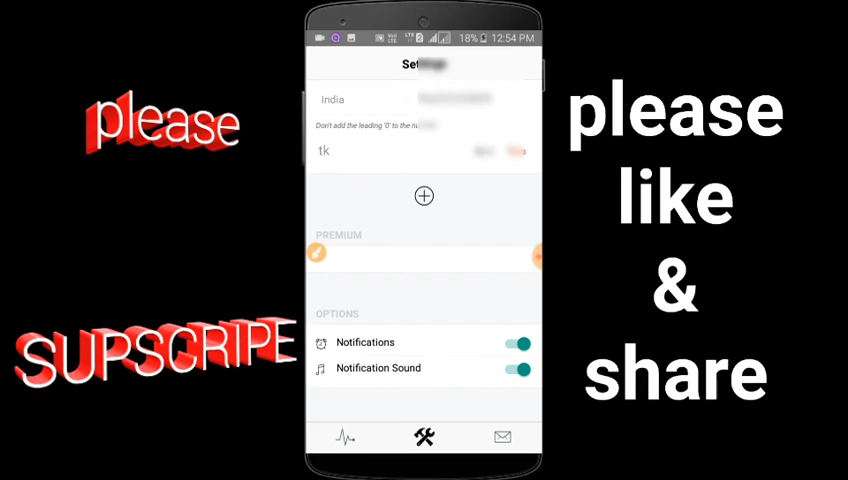 please
SUPSCRIPE
please
like
&
share
18% 12:54 PM
India
Don't add the leading '0' to the
tk
PREMIUM
OPTIONS
Notifications
Notification Sound